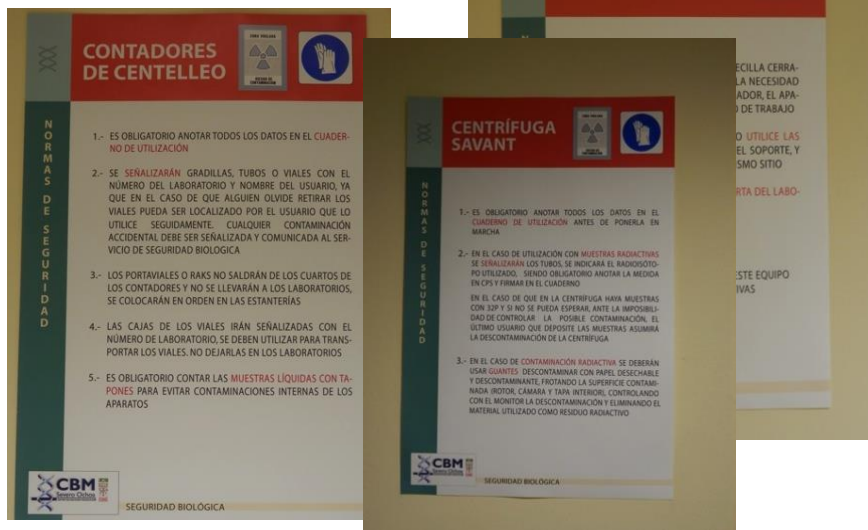 CONTADORES
DE CENTELLEO
NORMAS DE SEGURIDAD
1.- ES OBLIGATORIO ANOTAR TODOS LOS DATOS EN EL CUADER-
NO DE UTILIZACIÓN
2.- SE SEÑALIZARÁN GRADILLAS, TUBOS O VIALES CON EL
NÚMERO DEL LABORATORIO Y NOMBRE DEL USUARIO, YA
QUE EN EL CASO DE QUE ALGUIEN OLVIDE RETIRAR LOS
VIALES PUEDA SER LOCALIZADO POR EL USUARIO QUE LO
UTILICE SEGUIDAMENTE. CUALQUIER CONTAMINACIÓN
ACCIDENTAL DEBE SER SEÑALIZADA Y COMUNICADA AL SER-
VICIO DE SEGURIDAD BIOLOGICA
3.- LOS PORTAVIALES O RAKS NO SALDRÁN DE LOS CUARTOS DE
LOS CONTADORES Y NO SE LLEVARÁN A LOS LABORATORIOS,
SE COLOCARÁN EN ORDEN EN LAS ESTANTERÍAS
4.- LAS CAJAS DE LOS VIALES IRÁN SEÑALIZADAS CON EL
NÚMERO DE LABORATORIO, SE DEBEN UTILIZAR PARA TRANS-
PORTAR LOS VIALES. NO DEJARLAS EN LOS LABORATORIOS
5.- ES OBLIGATORIO CONTAR LAS MUESTRAS LÍQUIDAS CON TA-
PONES PARA EVITAR CONTAMINACIONES INTERNAS DE LOS
APARATOS
CBM
Severo Ochoa
SEGURIDAD BIOLÓGICA
CENTRÍFUGA
SAVANT
NORMAS DE SEGURIDAD
1.- ES OBLIGATORIO ANOTAR TODOS LOS DATOS EN EL
CUADERNO DE UTILIZACIÓN ANTES DE PONERLA EN
MARCHA
2.- EN EL CASO DE UTILIZACIÓN CON MUESTRAS RADIACTIVAS
SE SEÑALIZARÁN LOS TUBOS, SE INDICARÁ EL RADIOISÓTO-
PO UTILIZADO, SIENDO OBLIGATORIO ANOTAR LA MEDIDA
EN CPS Y FIRMAR EN EL CUADERNO
EN EL CASO DE QUE EN LA CENTRÍFUGA HAYA MUESTRAS
CON 32P Y SI NO SE PUEDA ESPERAR, ANTE LA IMPOSIBILI-
DAD DE CONTROLAR LA POSIBLE CONTAMINACIÓN, EL
ÚLTIMO USUARIO QUE DEPOSITE LAS MUESTRAS ASUMIRÁ
LA DESCONTAMINACIÓN DE LA CENTRÍFUGA
3.- EN EL CASO DE CONTAMINACIÓN RADIACTIVA SE DEBERÁN
USAR GUANTES DESCONTAMINAR CON PAPEL DESECHABLE
Y DESCONTAMINANTE, FROTANDO LA SUPERFICIE CONTAMI-
NADA (ROTOR, CÁMARA Y TAPA INTERIOR), CONTROLANDO
CON EL MONITOR LA DESCONTAMINACIÓN Y ELIMINANDO EL
MATERIAL UTILIZADO COMO RESIDUO RADIACTIVO
CBM
Severo Ochoa
SEGURIDAD BIOLÓGICA
ECILLA CERRA-
LA NECESIDAD
ADOR, EL APA-
O DE TRABAJO
O UTILICE LAS
EL SOPORTE, Y
SMO SITIO
RTA DEL LABO-
ESTE EQUIPO
IVAS